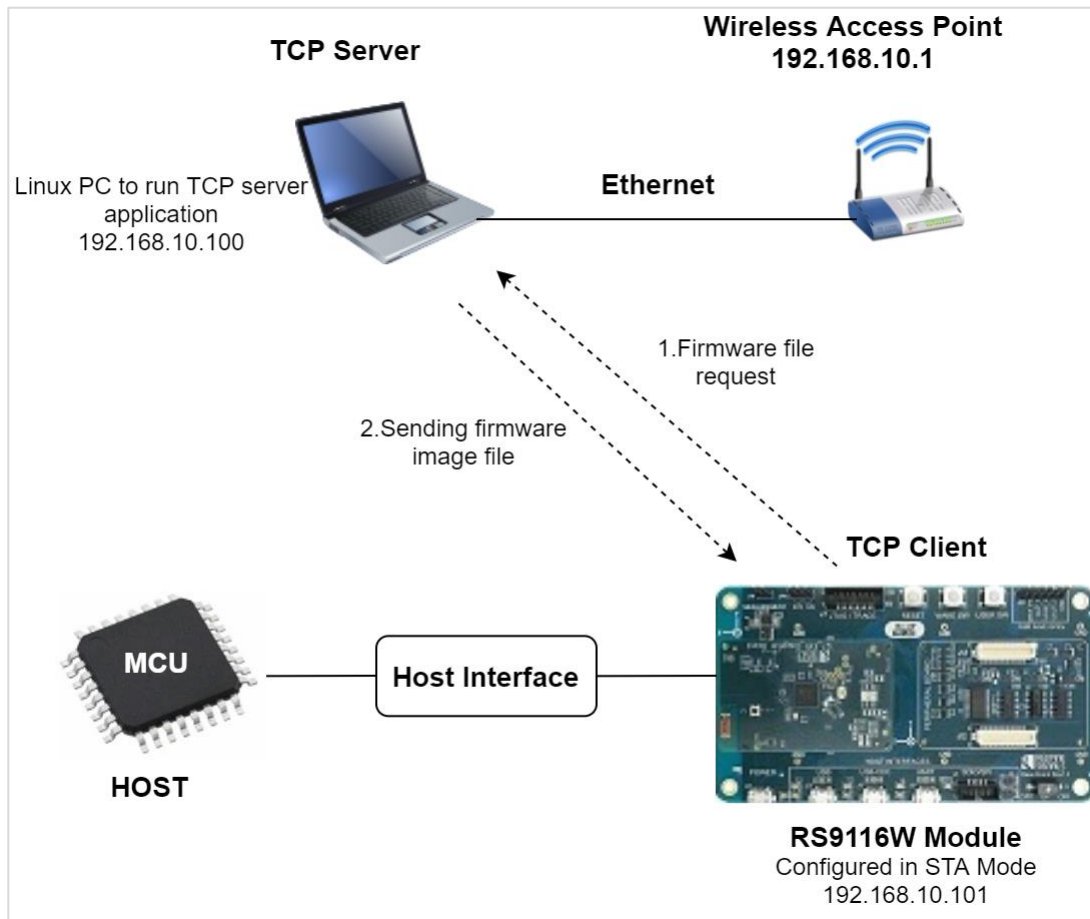 TCP Server
Wireless Access Point
192.168.10.1
Linux PC to run TCP server
application
192.168.10.100
Ethernet
1.Firmware file
request
2.Sending firmware
image file
TCP Client
RESET
MCU
Host Interface
POWER
HOST
RS9116W Module
Configured in STA Mode
192.168.10.101